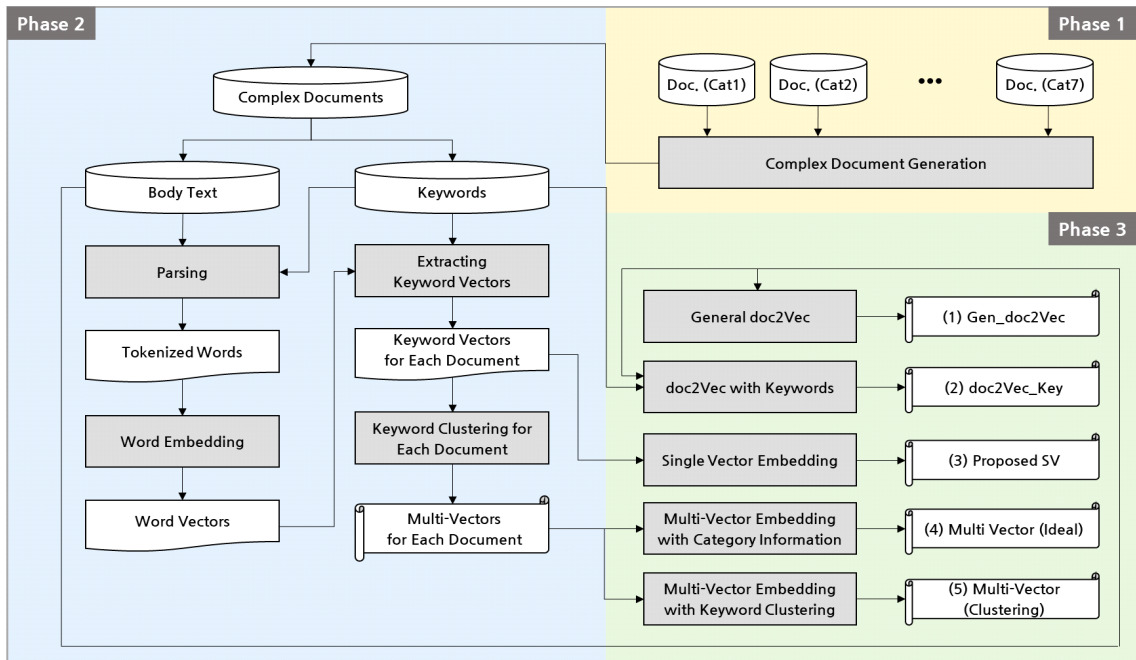 Phase 2
Phase 1
Complex Documents
Doc. (Cat1)
Doc. (Cat2)
•••
Doc. (Cat7)
Complex Document Generation
Body Text
Keywords
Phase 3
Parsing
Extracting
Keyword Vectors
General doc2Vec
(1) Gen_doc2Vec
Tokenized Words
Keyword Vectors
for Each Document
doc2Vec with Keywords
(2) doc2Vec_Key
Word Embedding
Keyword Clustering for
Each Document
Single Vector Embedding
(3) Proposed SV
Word Vectors
Multi-Vectors
for Each Document
Multi-Vector Embedding
with Category Information
(4) Multi Vector (Ideal)
Multi-Vector Embedding
with Keyword Clustering
(5) Multi-Vector
(Clustering)